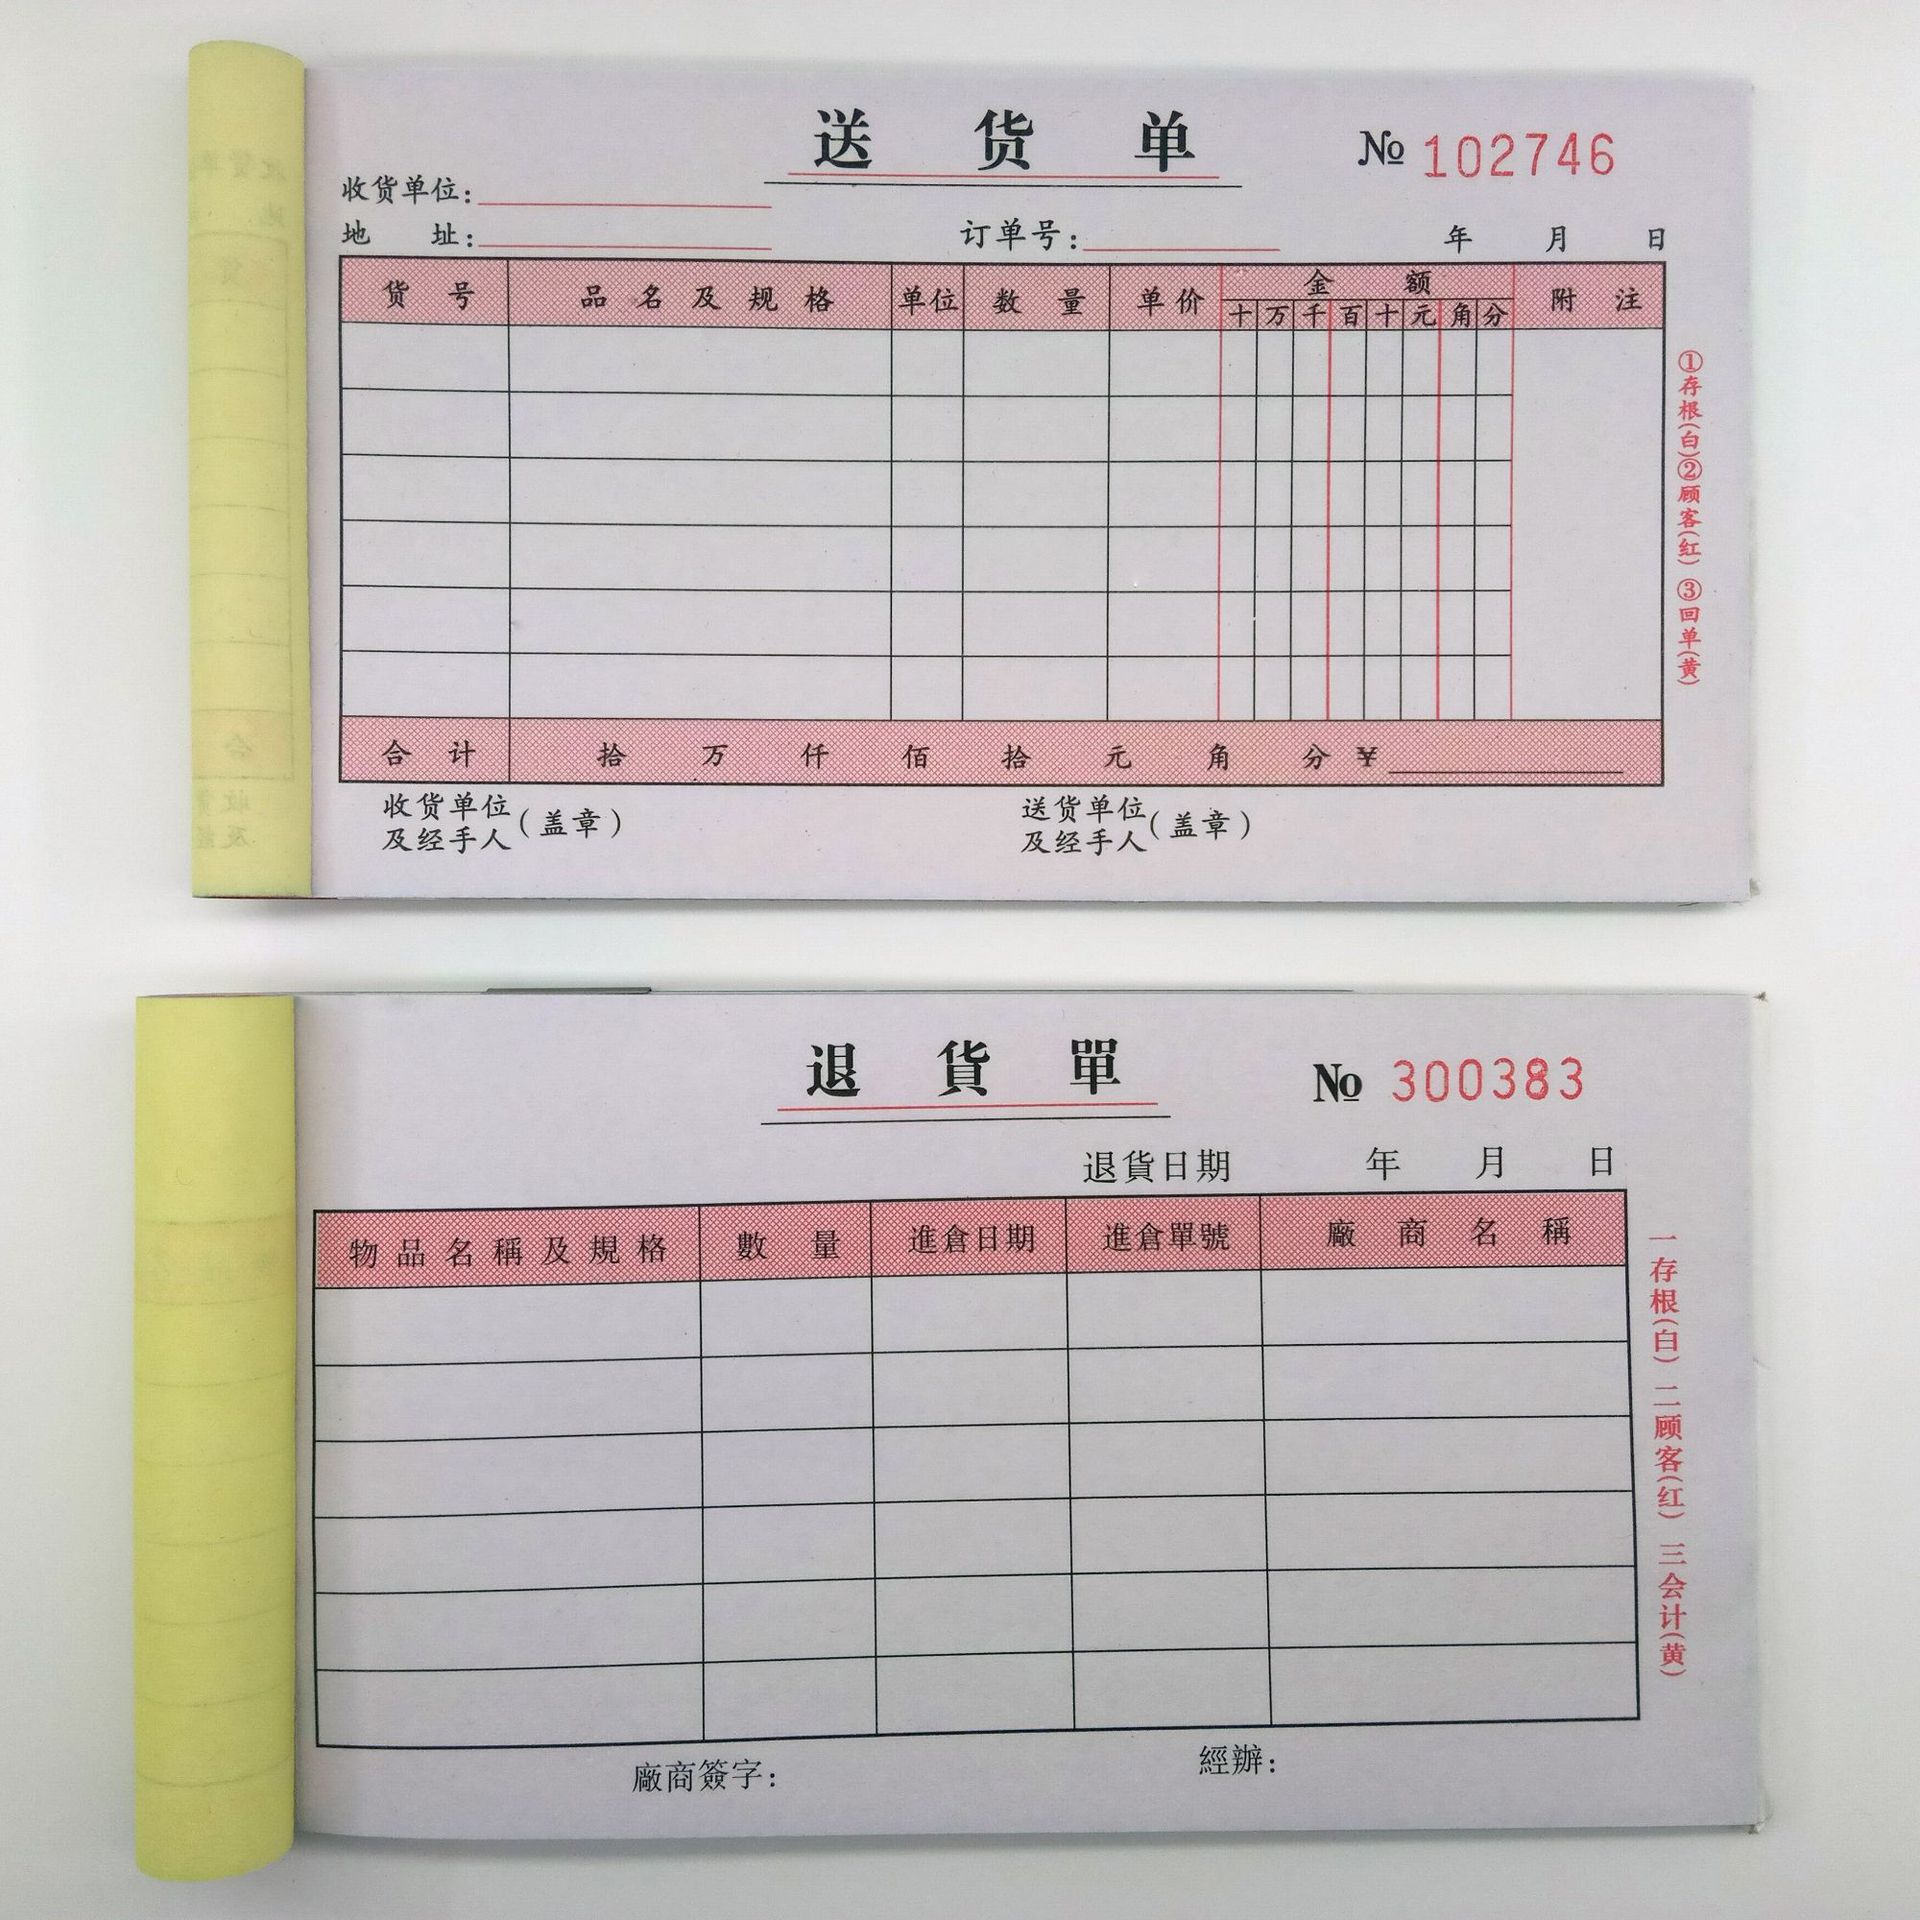 送货单
№ 102746
收货单位:
地 址: 订单号: 年 月 日
货号 品名及规格 单位 数量 单价 金额 附注
十 万 千 百 十 元 角 分
合计 拾 万 仟 佰 拾 元 角 分 ¥
收货单位
及经手人 (盖章)
送货单位
及经手人 (盖章)
①存根(白)②顾客(红) ③回单(黄)
退貨單
№ 300383
退貨日期 年 月 日
物品名稱及規格 數量 進倉日期 進倉單號 廠商名稱
廠商簽字: 經辦:
一存根(白) 二顾客(红) 三会计(黄)